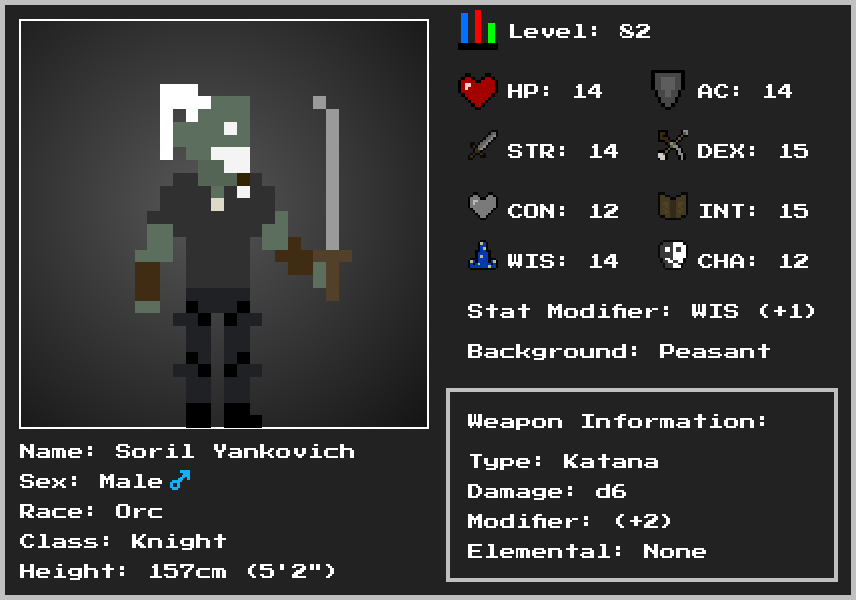 Level: 82
HP: 14
AC: 14
STR: 14
DEX: 15
CON: 12
INT: 15
WIS: 14
CHA: 12
Stat Modifier: WIS (+1)
Background: Peasant
Weapon Information:
Type: Katana
Damage: d6
Modifier: (+2)
Elemental: None
Name: Soril Yankovich
Sex: Male ♂
Race: Orc
Class: Knight
Height: 157cm (5'2")